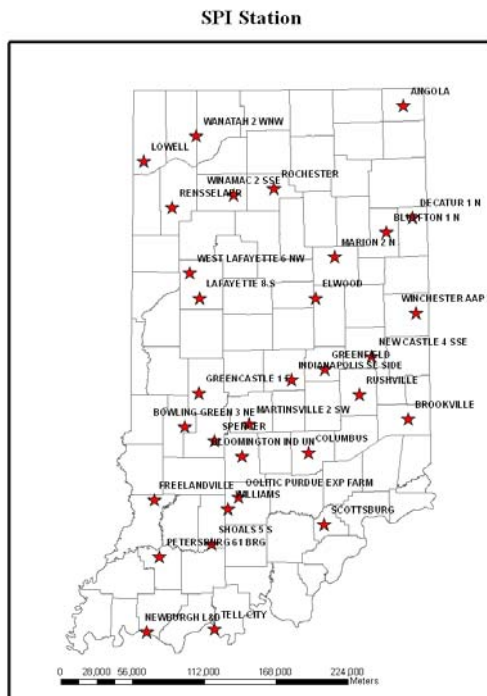 SPI Station
ANGOLA
WANATAH 2 WNW
LOWELL
WINAMAC 2 SSE
ROCHESTER
RENSSELAER
DECATUR 1 N
BLUFFTON 1 N
MARION 2 N
WEST LAFAYETTE 6 NW
LAFAYETTE 8 S
ELWOOD
WINCHESTER AAP
NEW CASTLE 4 SSE
GREENFIELD
INDIANAPOLIS SE SIDE
GREENCASTLE 1 E
RUSHVILLE
BOWLING GREEN 3 NE
MARTINSVILLE 2 SW
BROOKVILLE
SPENCER
BLOOMINGTON IND UN
COLUMBUS
OOLITIC PURDUE EXP FARM
FREELANDVILLE
WILLIAMS
SCOTTSBURG
SHOALS 5 S
PETERSBURG 61 BRG
NEWBURGH L&D
TELL CITY
0 28,000 56,000 112,000 168,000 224,000
Meters